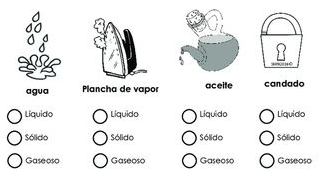 agua
Plancha de vapor
aceite
candado
Líquido
Sólido
Gaseoso
Líquido
Sólido
Gaseoso
Líquido
Sólido
Gaseoso
Líquido
Sólido
Gaseoso